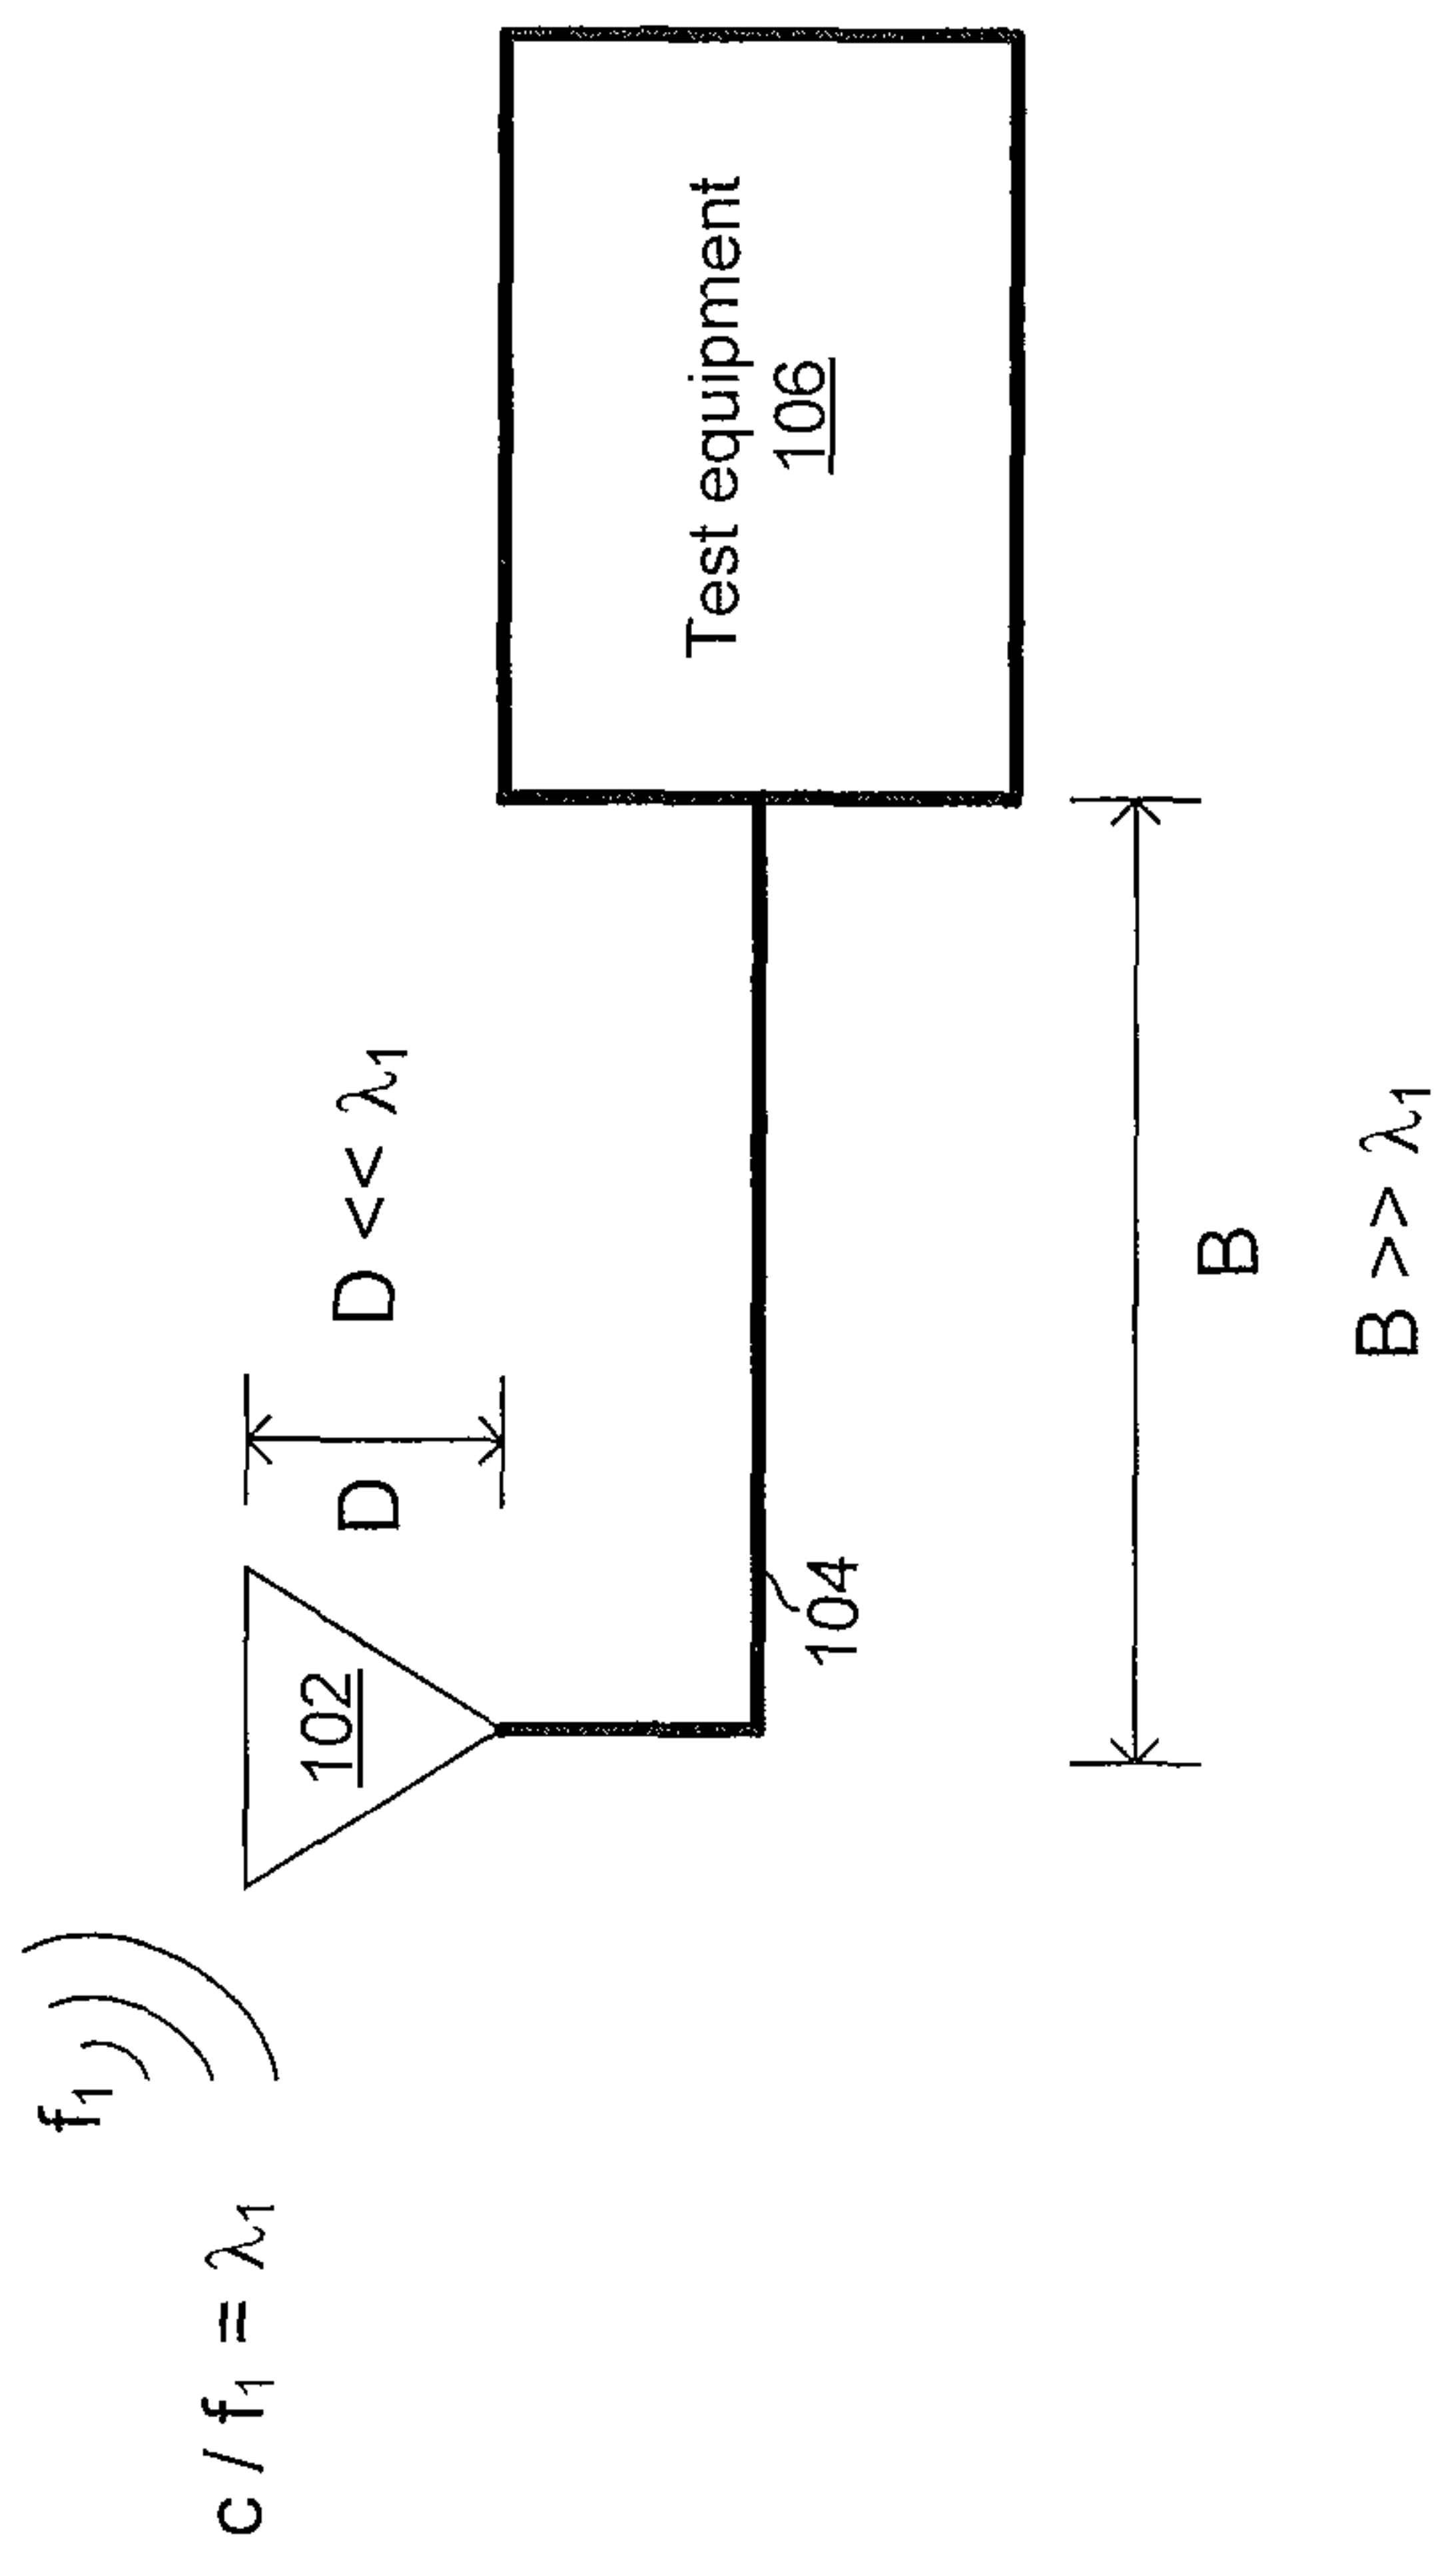 f₁
c / f₁ = λ₁
102
D
D << λ₁
104
Test equipment
106
B
B >> λ₁